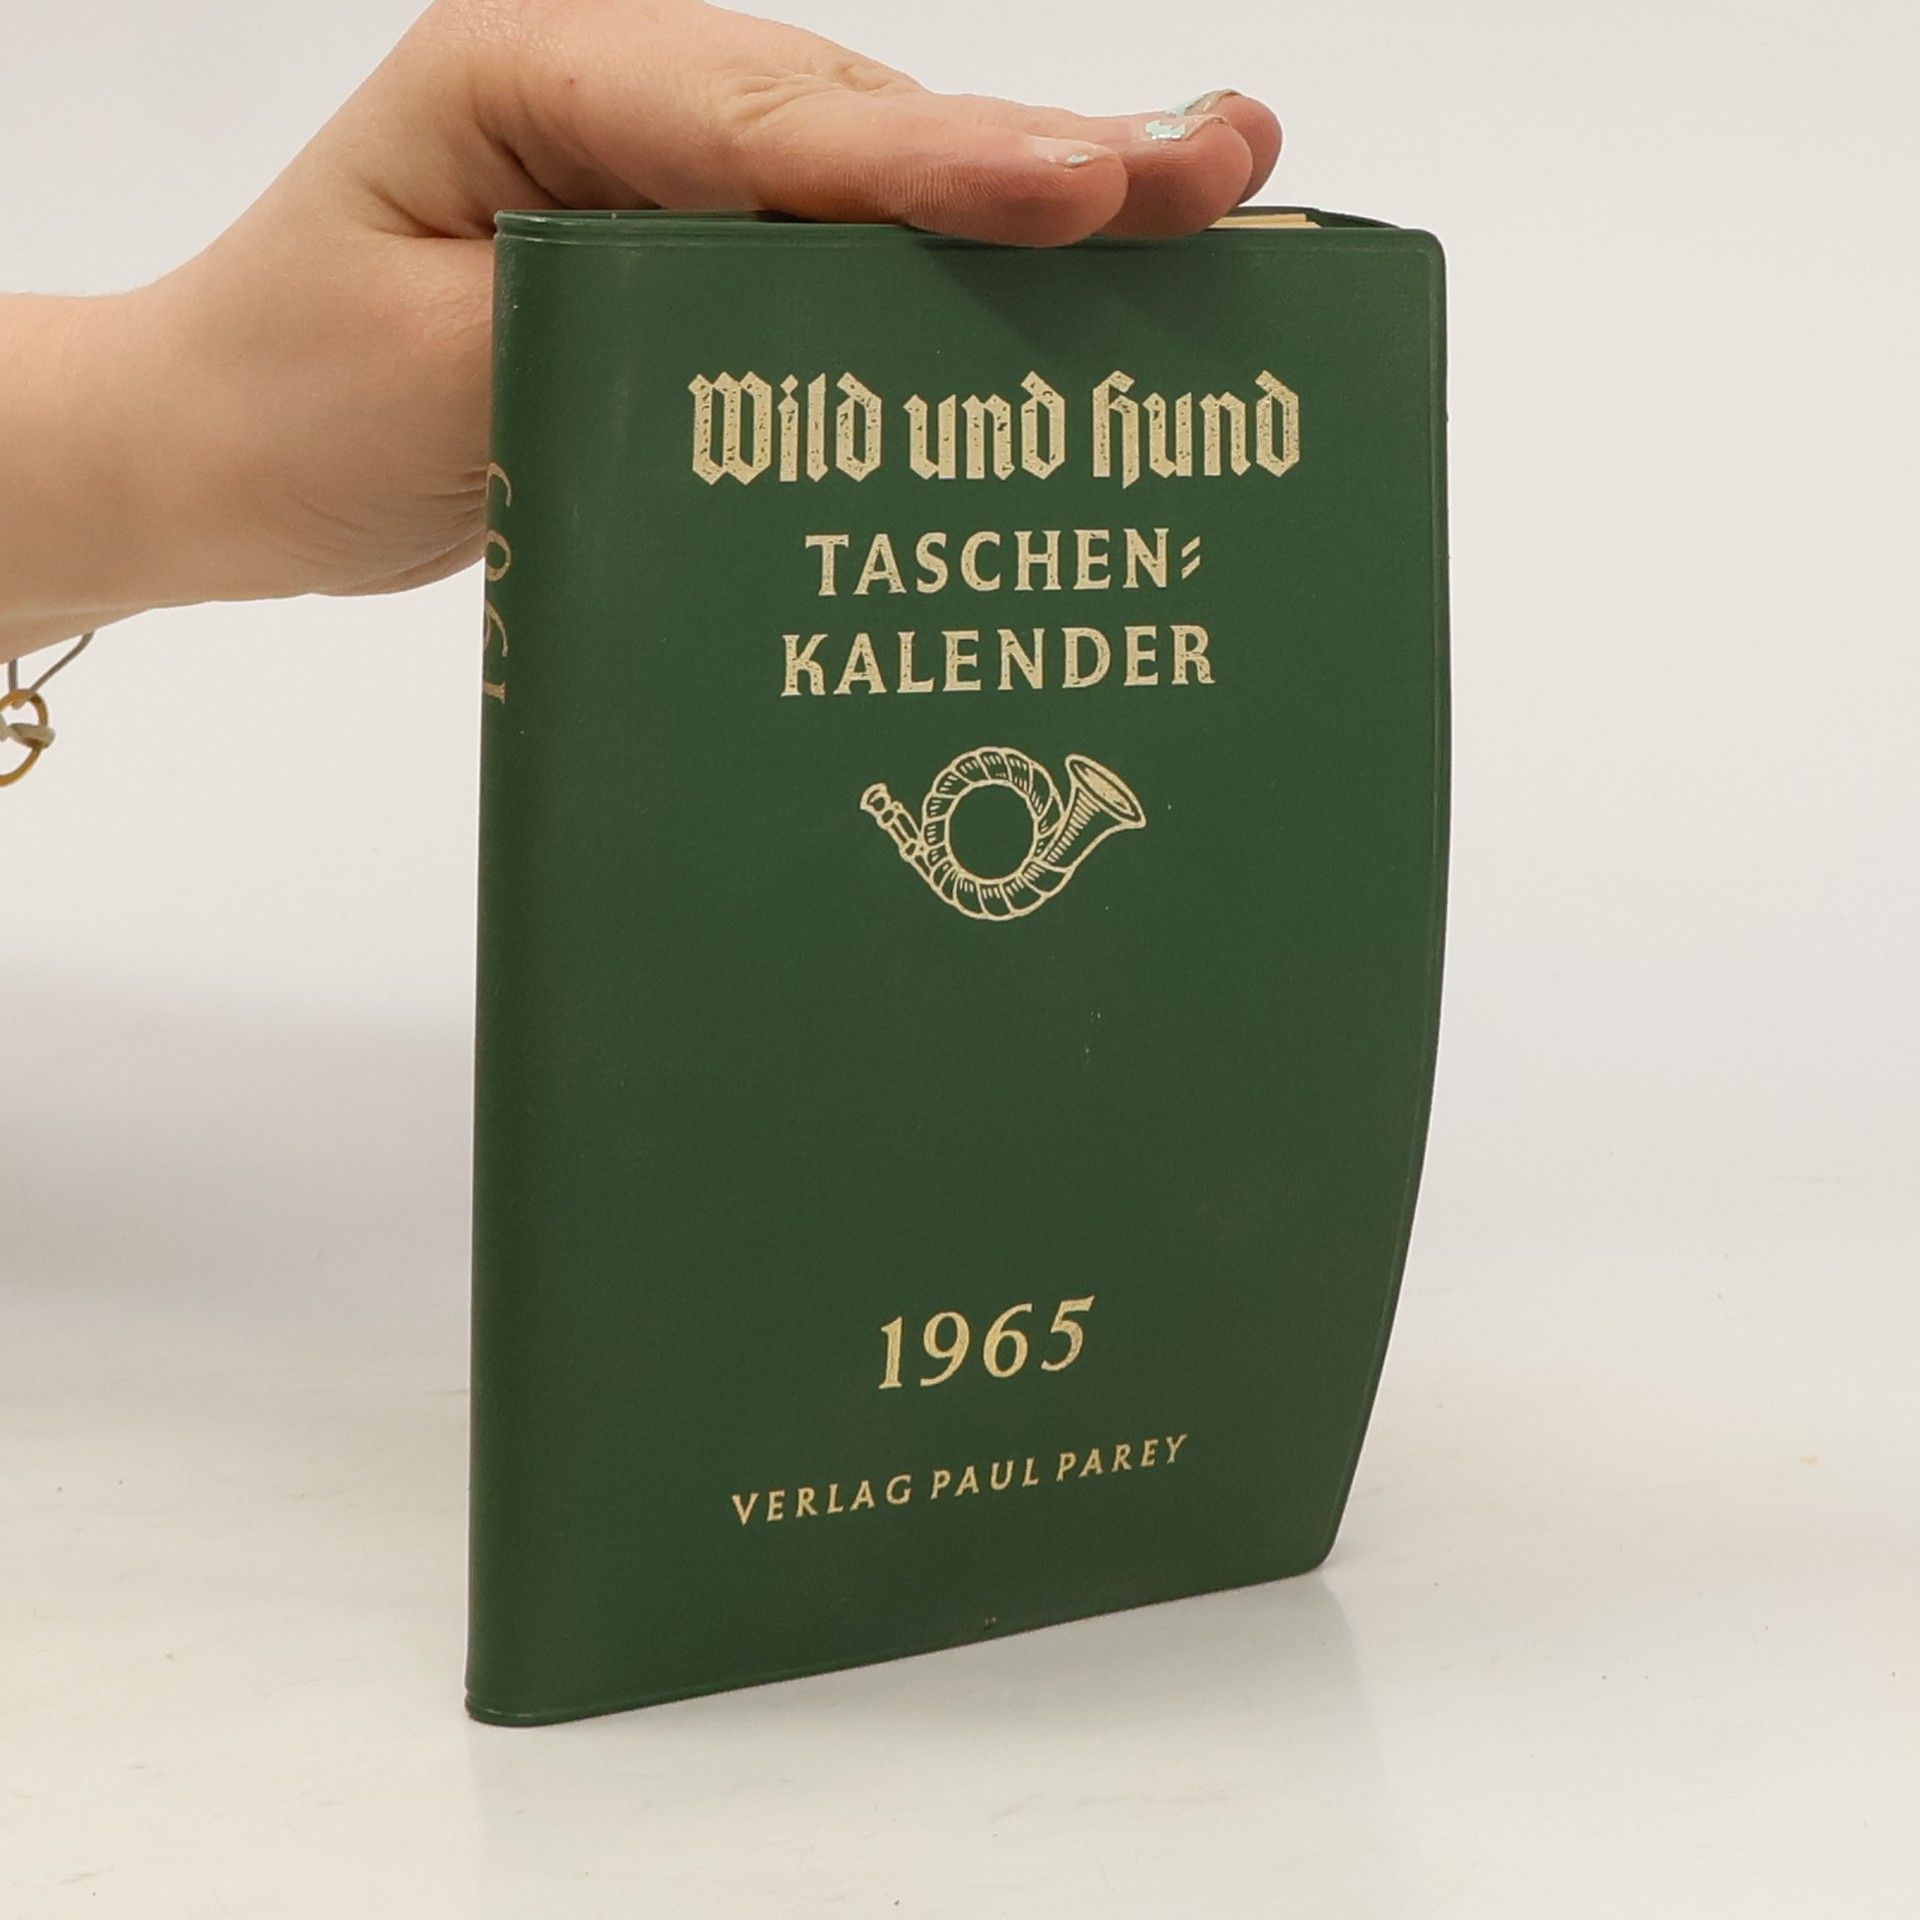 Wild und Hund
TASCHEN=
KALENDER
1965
VERLAG PAUL PAREY
1965